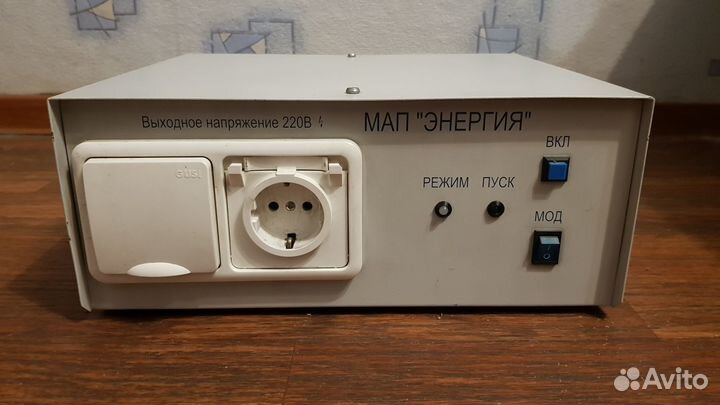 Выходное напряжение 220В
МАП "ЭНЕРГИЯ"
ВКЛ
РЕЖИМ ПУСК
МОД
GUSI
Avito